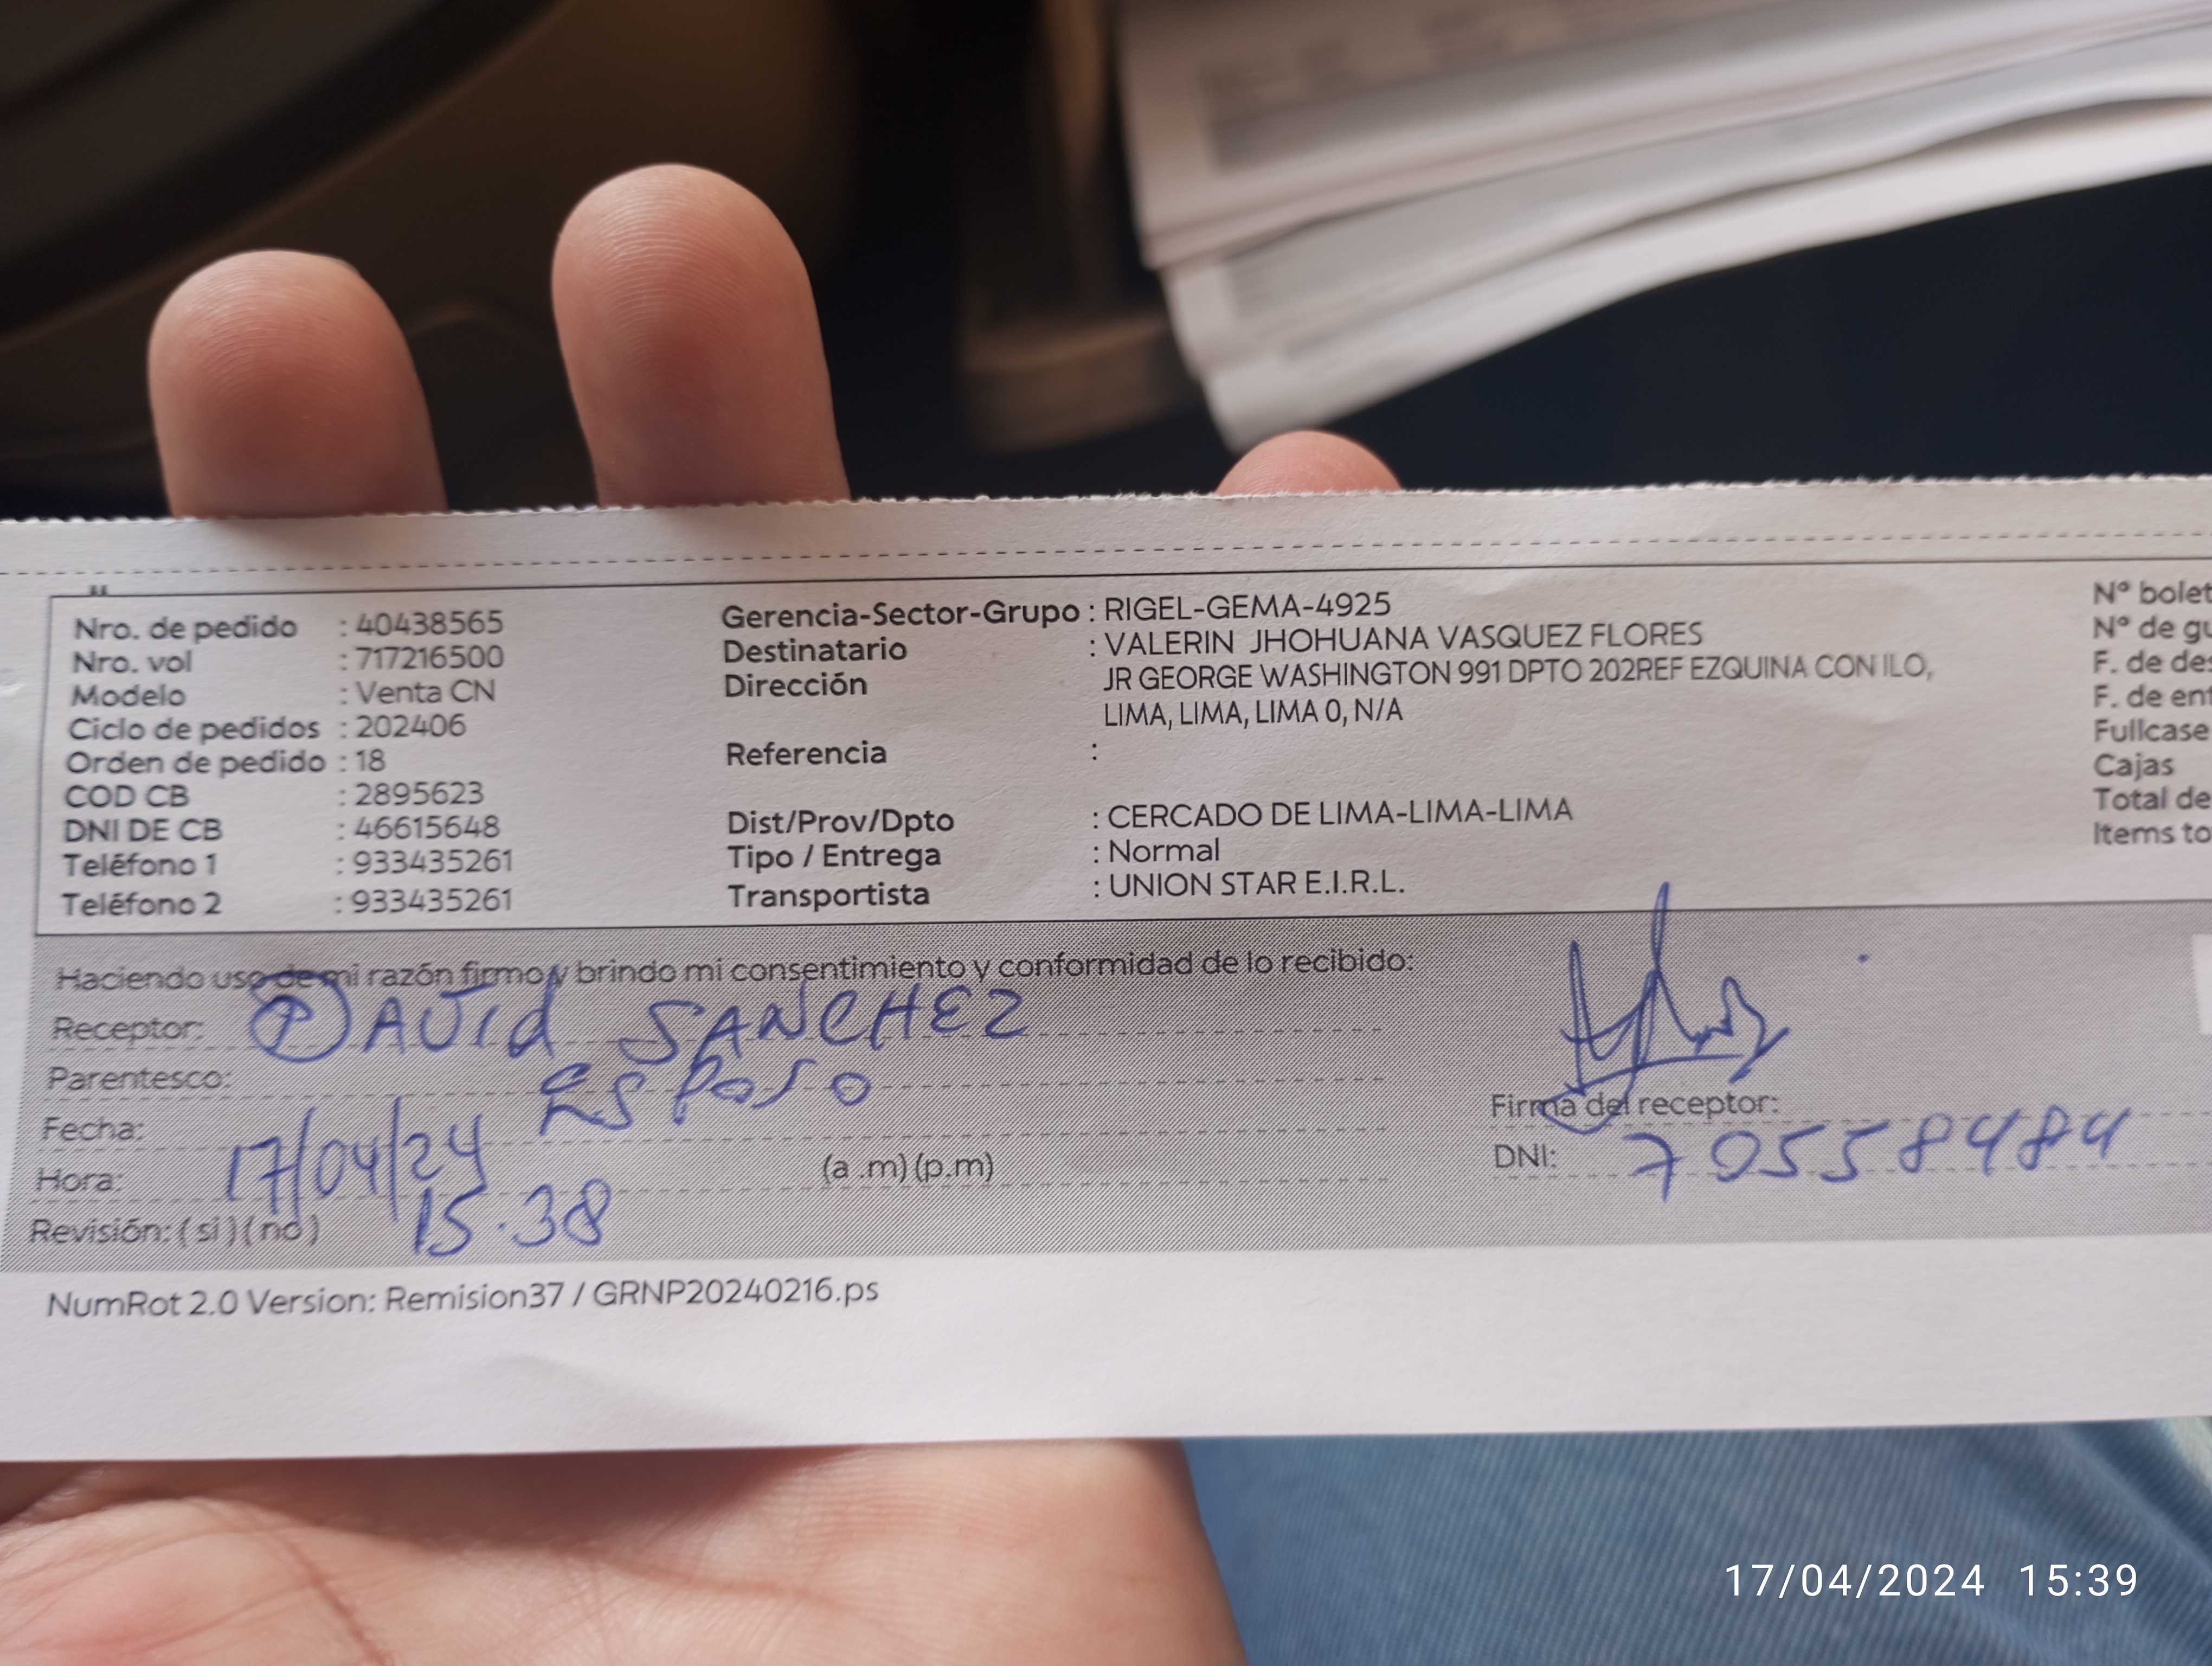 Nro. de pedido : 40438565
Nro. vol : 717216500
Modelo : Venta CN
Ciclo de pedidos : 202406
Orden de pedido : 18
COD CB : 2895623
DNI DE CB : 46615648
Teléfono 1 : 933435261
Teléfono 2 : 933435261
Gerencia-Sector-Grupo : RIGEL-GEMA-4925
Destinatario : VALERIN JHOHUANA VASQUEZ FLORES
Dirección JR GEORGE WASHINGTON 991 DPTO 202REF EZQUINA CON ILO,
LIMA, LIMA, LIMA 0, N/A
Referencia :
Dist/Prov/Dpto : CERCADO DE LIMA-LIMA-LIMA
Tipo / Entrega : Normal
Transportista : UNION STAR E.I.R.L.
Nº bolet
Nº de gu
F. de des
F. de ent
Fullcase
Cajas
Total de
Items to
Haciendo uso de mi razón firmo y brindo mi consentimiento y conformidad de lo recibido:
Receptor: DAVId SANCHEZ
Parentesco: ESPOSO
Fecha: 17/04/24
Hora: 15.38 (a .m) (p.m)
Revisión: ( si ) ( no )
Firma del receptor:
DNI: 70558484
NumRot 2.0 Version: Remision37 / GRNP20240216.ps
17/04/2024 15:39